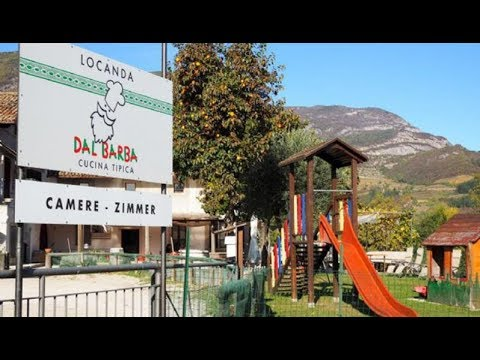 LOCANDA
DAL BARBA
CUCINA TIPICA
CAMERE - ZIMMER